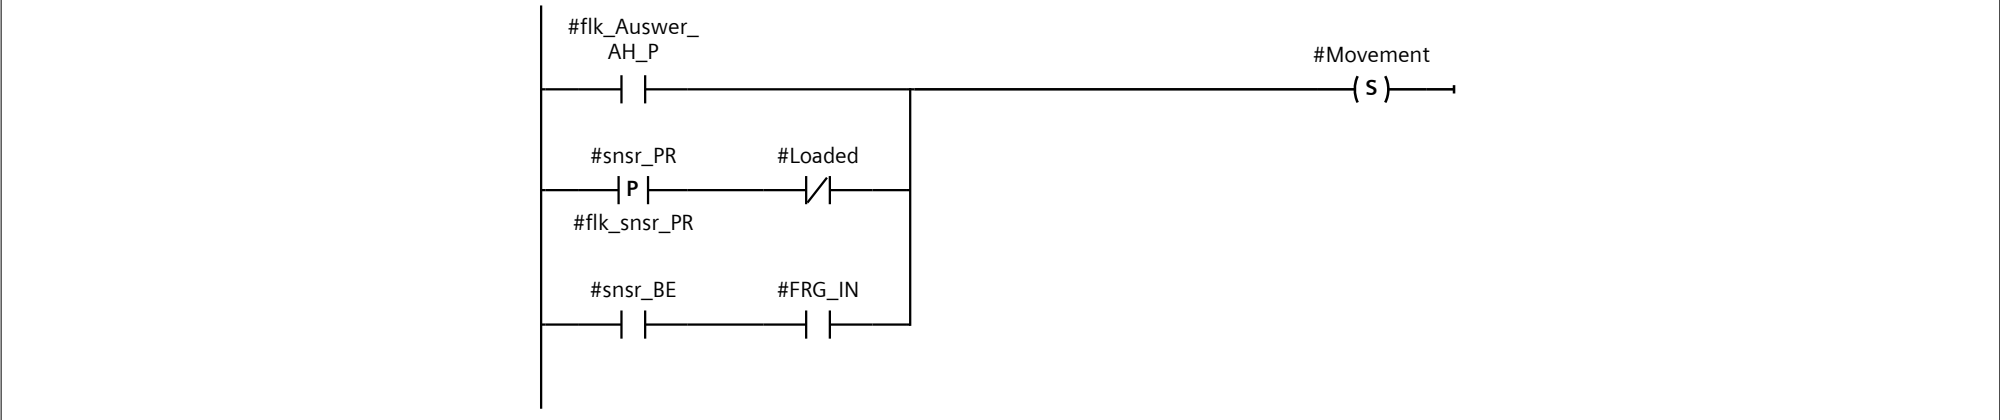 #flk_Auswer_
AH_P
#Movement
S
#snsr_PR
#Loaded
P
#flk_snsr_PR
#snsr_BE
#FRG_IN